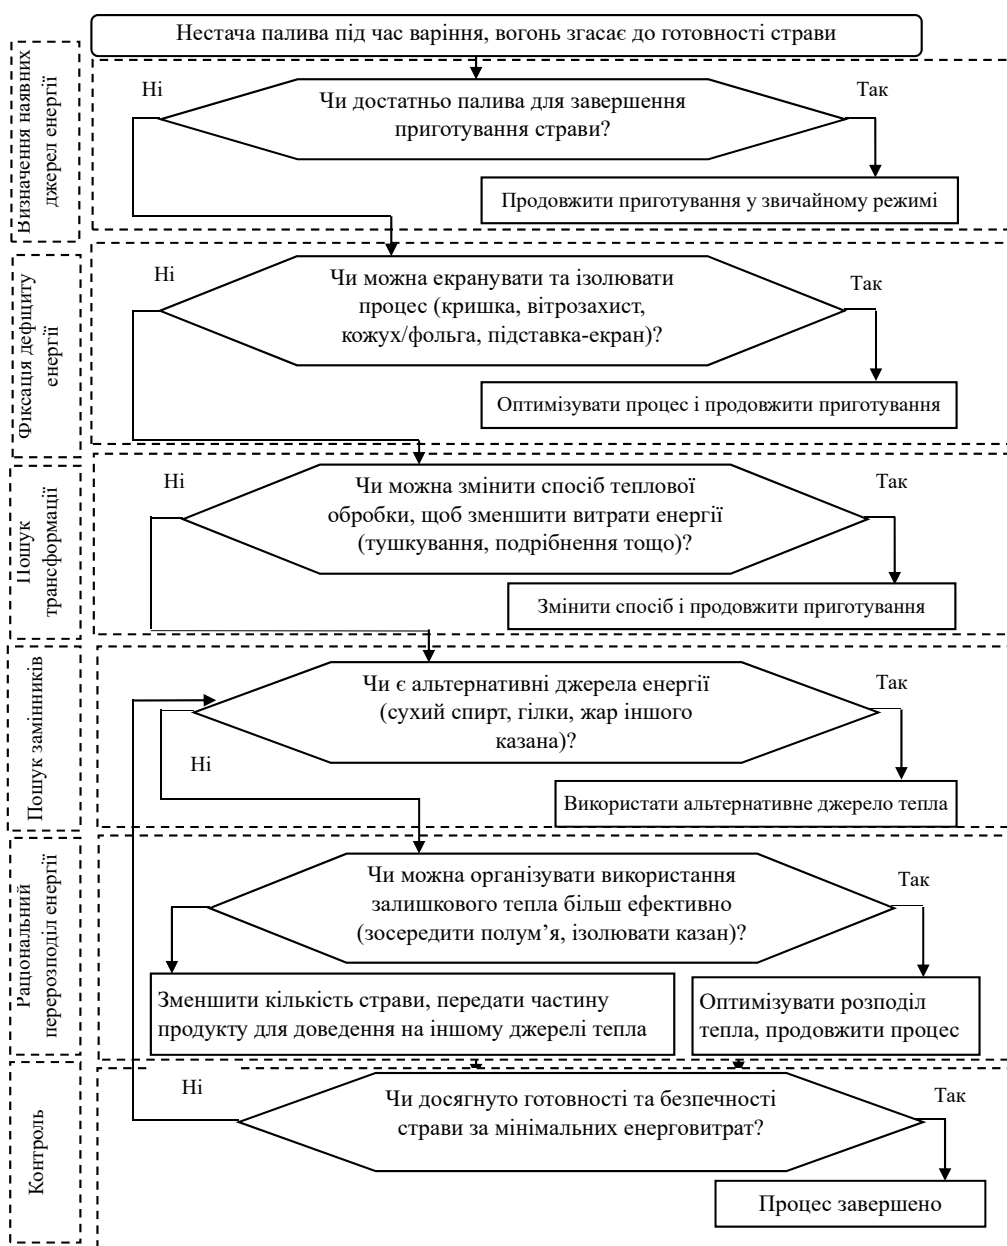 Нестача палива під час варіння, вогонь згасає до готовності страви
Визначення наявних
джерел енергії
Ні
Чи достатньо палива для завершення
приготування страви?
Так
Продовжити приготування у звичайному режимі
Фіксація дефіциту
енергії
Ні
Чи можна екранувати та ізолювати
процес (кришка, вітрозахист,
кожух/фольга, підставка-екран)?
Так
Оптимізувати процес і продовжити приготування
Пошук
трансформації
Ні
Чи можна змінити спосіб теплової
обробки, щоб зменшити витрати енергії
(тушкування, подрібнення тощо)?
Так
Змінити спосіб і продовжити приготування
Пошук замінників
Чи є альтернативні джерела енергії
(сухий спирт, гілки, жар іншого
казана)?
Так
Ні
Використати альтернативне джерело тепла
Раціональний
перерозподіл енергії
Чи можна організувати використання
залишкового тепла більш ефективно
(зосередити полум’я, ізолювати казан)?
Так
Зменшити кількість страви, передати частину
продукту для доведення на іншому джерелі тепла
Оптимізувати розподіл
тепла, продовжити процес
Контроль
Ні
Чи досягнуто готовності та безпечності
страви за мінімальних енерговитрат?
Так
Процес завершено